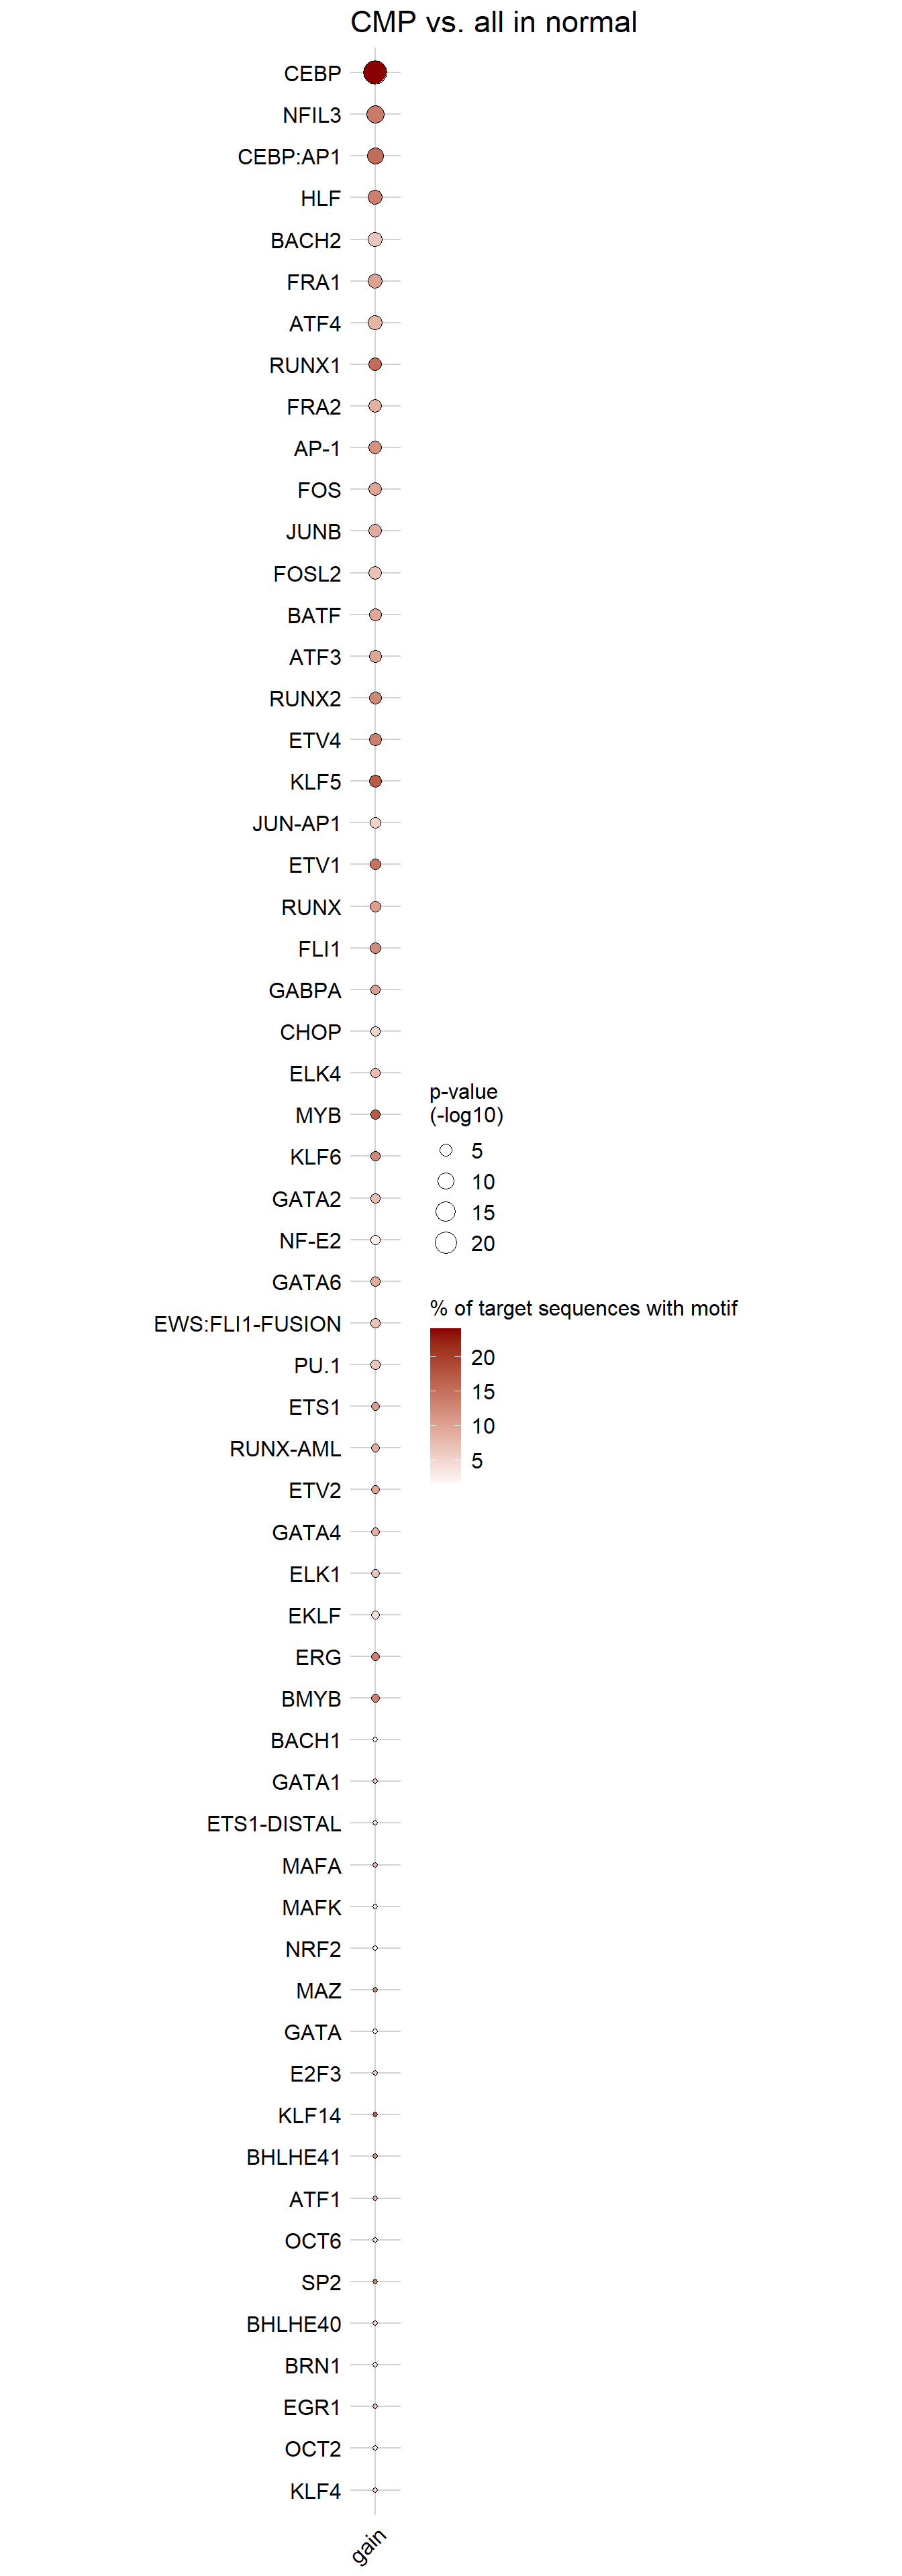 CMP vs. all in normal
CEBP
NFIL3
CEBP:AP1
HLF
BACH2
FRA1
ATF4
RUNX1
FRA2
AP-1
FOS
JUNB
FOSL2
BATF
ATF3
RUNX2
ETV4
KLF5
JUN-AP1
ETV1
RUNX
FLI1
GABPA
CHOP
ELK4
MYB
KLF6
GATA2
NF-E2
GATA6
EWS:FLI1-FUSION
PU.1
ETS1
RUNX-AML
ETV2
GATA4
ELK1
EKLF
ERG
BMYB
BACH1
GATA1
ETS1-DISTAL
MAFA
MAFK
NRF2
MAZ
GATA
E2F3
KLF14
BHLHE41
ATF1
OCT6
SP2
BHLHE40
BRN1
EGR1
OCT2
KLF4
gain
p-value
(-log10)
5
10
15
20
% of target sequences with motif
20
15
10
5